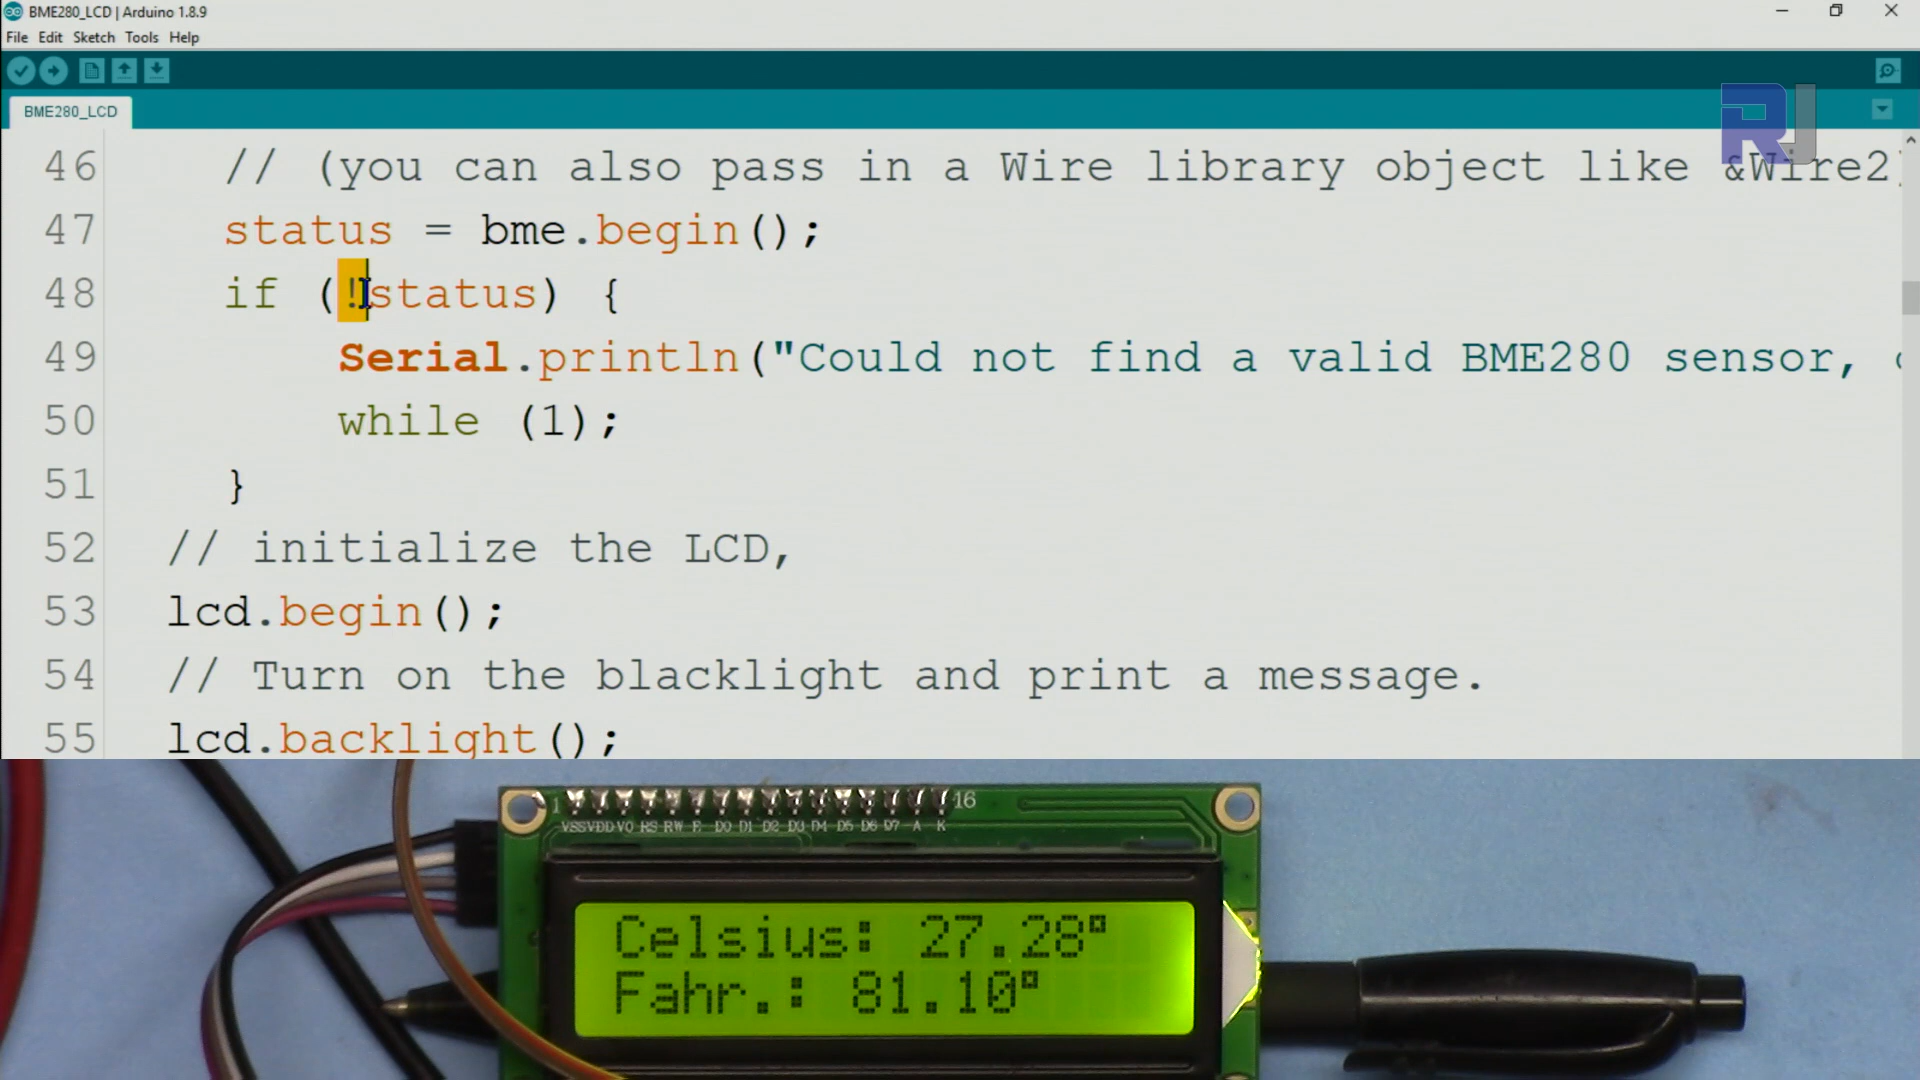 BME280_LCD | Arduino 1.8.9
File Edit Sketch Tools Help
BME280_LCD
RJ
46 // (you can also pass in a Wire library object like &Wire2)
47 status = bme.begin();
48 if (!status) {
49 Serial.println("Could not find a valid BME280 sensor,
50 while (1);
51 }
52 // initialize the LCD,
53 lcd.begin();
54 // Turn on the blacklight and print a message.
55 lcd.backlight();
1 16
VSS VDD VO RS RW E D0 D1 D2 D3 D4 D5 D6 D7 A K
Celsius: 27.28°
Fahr.: 81.10°